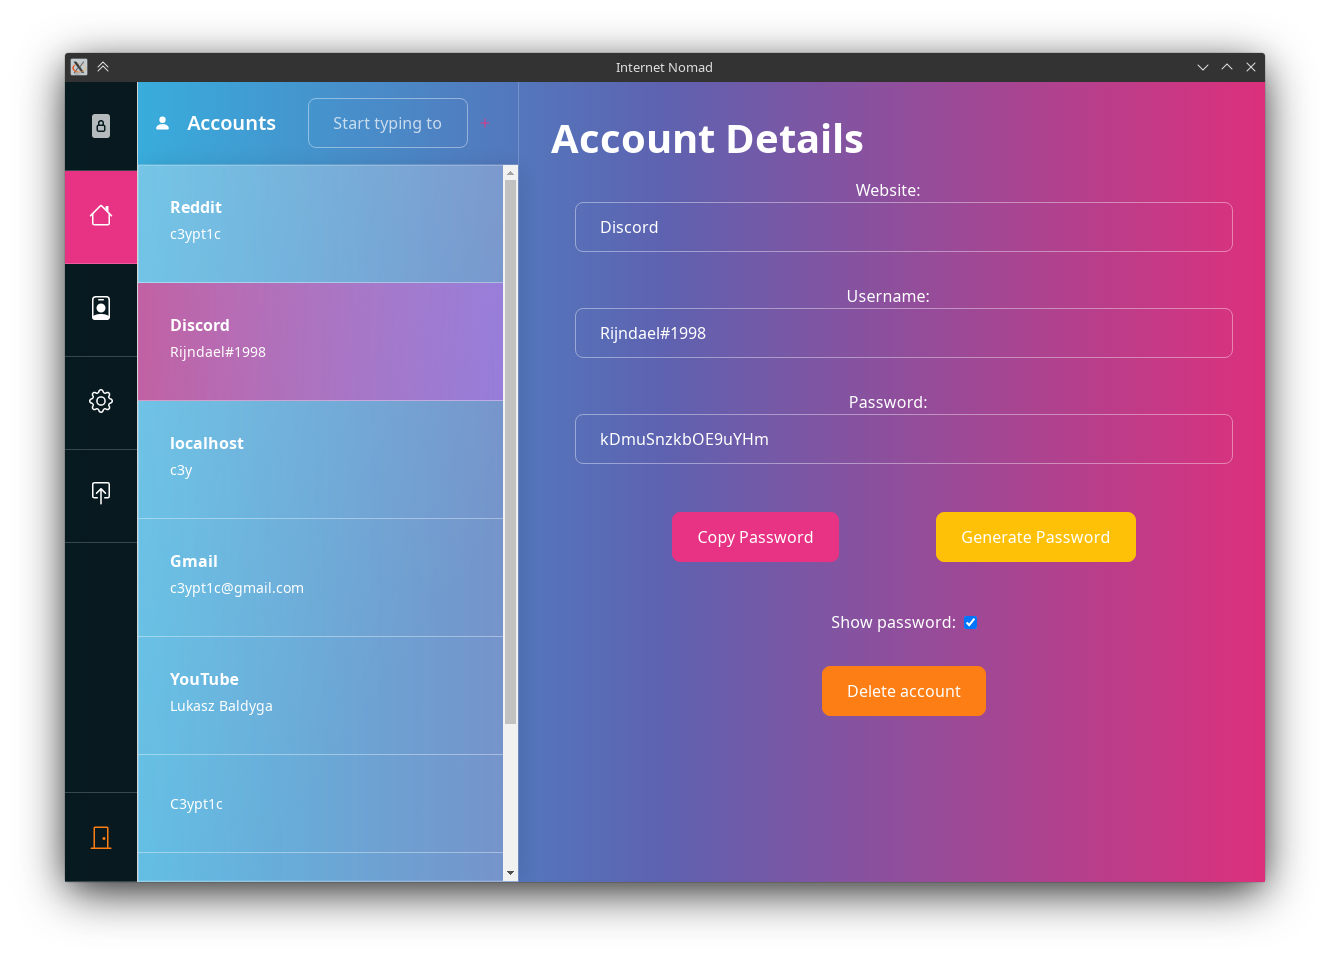 Internet Nomad
Accounts
Start typing to
+
Reddit
c3ypt1c
Discord
Rijndael#1998
localhost
c3y
Gmail
c3ypt1c@gmail.com
YouTube
Lukasz Baldyga
C3ypt1c
Account Details
Website:
Discord
Username:
Rijndael#1998
Password:
kDmuSnzkbOE9uYHm
Copy Password
Generate Password
Show password:
Delete account